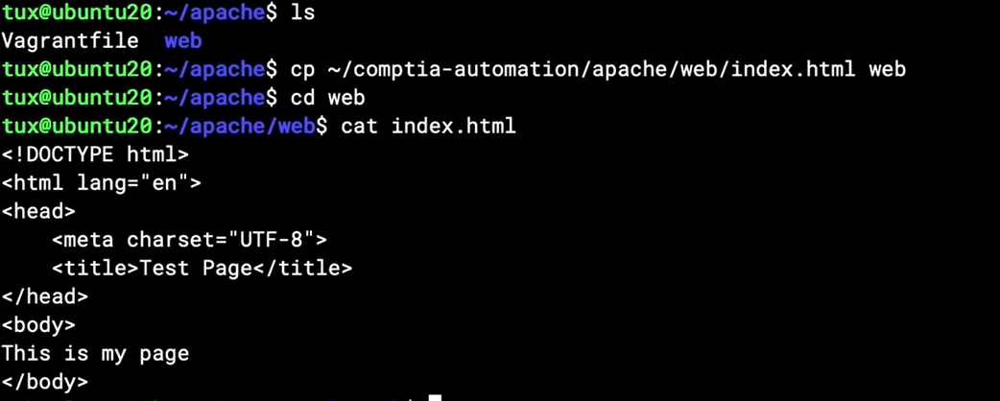 tux@ubuntu20:~/apache$ ls
Vagrantfile  web
tux@ubuntu20:~/apache$ cp ~/comptia-automation/apache/web/index.html web
tux@ubuntu20:~/apache$ cd web
tux@ubuntu20:~/apache/web$ cat index.html
<!DOCTYPE html>
<html lang="en">
<head>
    <meta charset="UTF-8">
    <title>Test Page</title>
</head>
<body>
This is my page
</body>